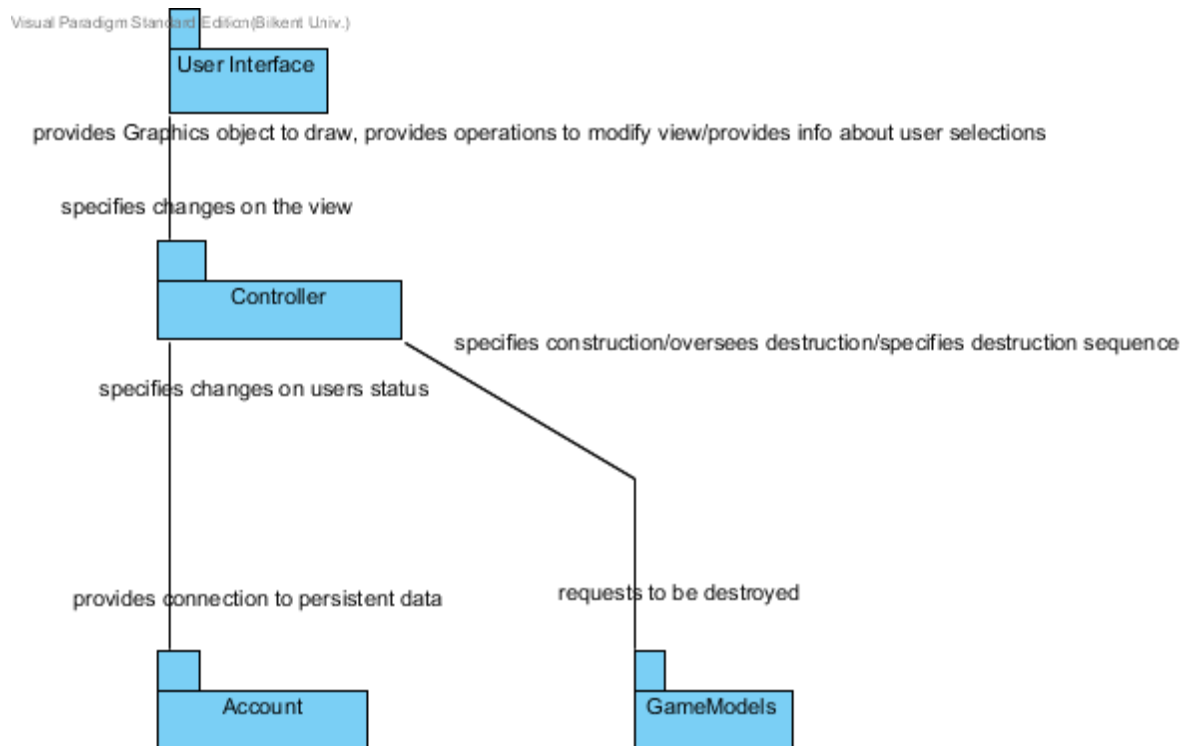 Visual Paradigm Standard Edition(Bilkent Univ.)
User Interface
provides Graphics object to draw, provides operations to modify view/provides info about user selections
specifies changes on the view
Controller
specifies construction/oversees destruction/specifies destruction sequence
specifies changes on users status
requests to be destroyed
provides connection to persistent data
Account
GameModels